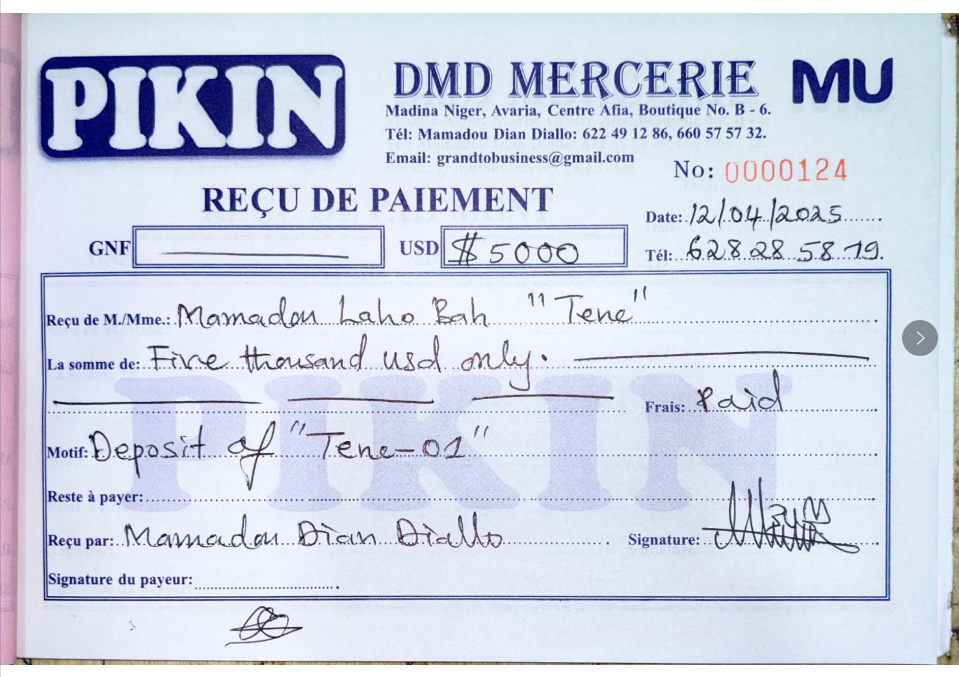 PIKIN
DMD MERCERIE MU
Madina Niger, Avaria, Centre Afia, Boutique No. B - 6.
Tél: Mamadou Dian Diallo: 622 49 12 86, 660 57 57 32.
Email: grandtobusiness@gmail.com
No: 0000124
REÇU DE PAIEMENT
Date: 12/04/2025
GNF USD $5000
Tél: 628 28 58 19.
Reçu de M./Mme.: Mamadou Laho Bah "Tene"
La somme de: Five thousand usd only.
Frais: Paid
Motif: Deposit of "Tene-01"
Reste à payer:
Reçu par: Mamadou Dian Diallo Signature:
Signature du payeur:
PIKIN